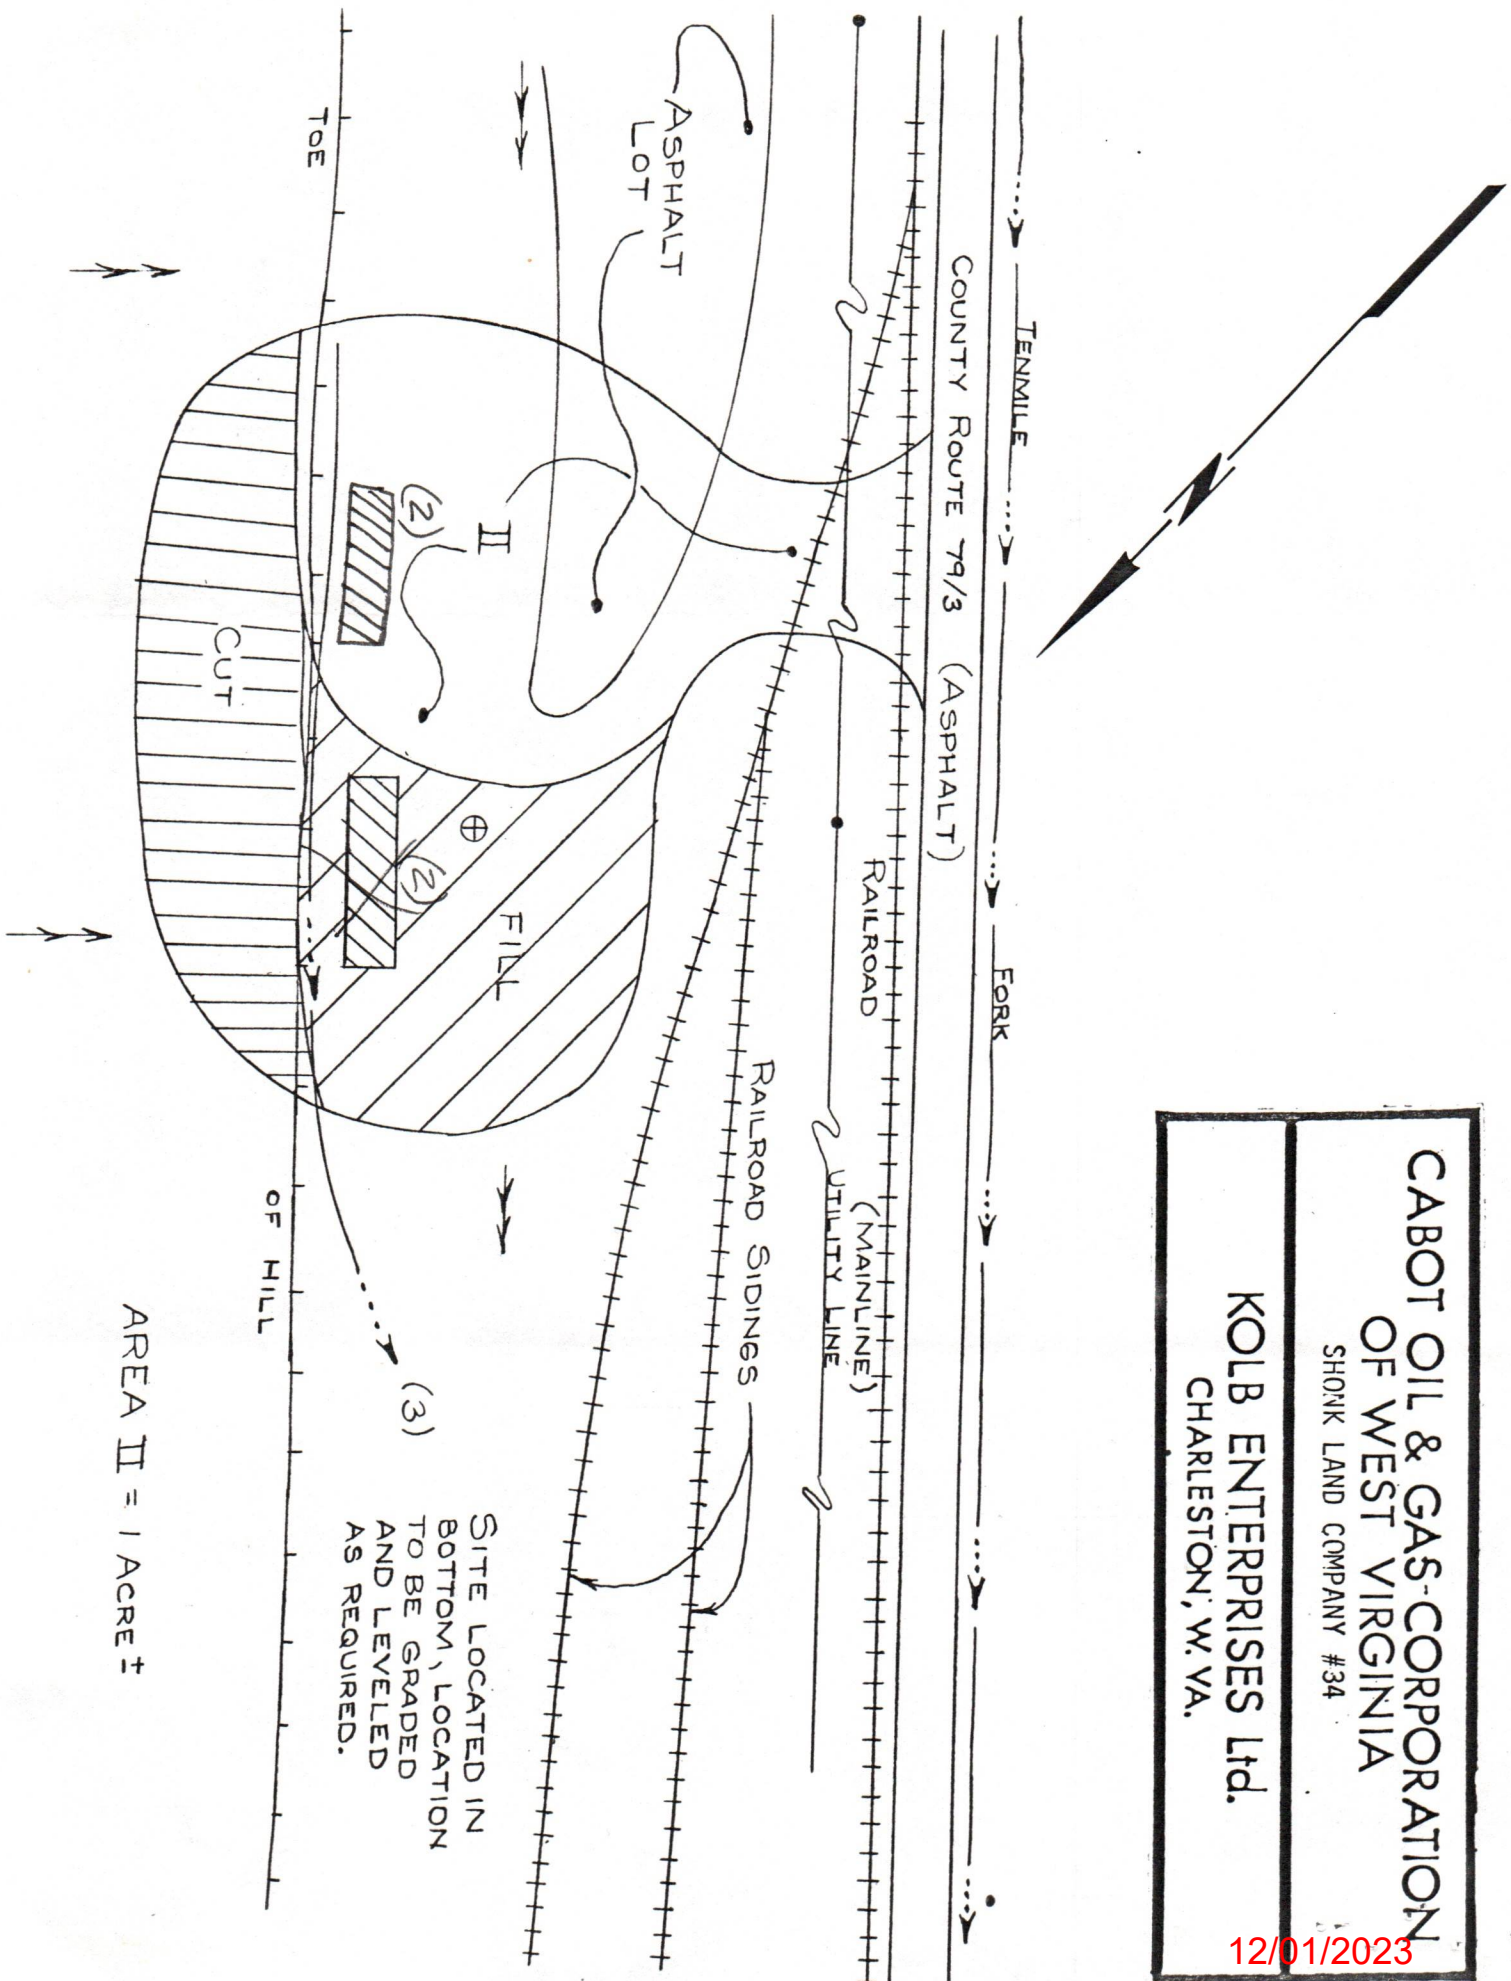 CABOT OIL & GAS CORPORATION
OF WEST VIRGINIA
SHONK LAND COMPANY #34
KOLB ENTERPRISES Ltd.
CHARLESTON, W. VA.
TENMILE FORK
COUNTY ROUTE 79/3 (ASPHALT)
RAILROAD (MAINLINE)
UTILITY LINE
RAILROAD SIDINGS
ASPHALT
LOT
II
(2)
(2)
FILL
CUT
TOE OF HILL
(3)
SITE LOCATED IN
BOTTOM, LOCATION
TO BE GRADED
AND LEVELED
AS REQUIRED.
AREA II = 1 ACRE ±
12/01/2023